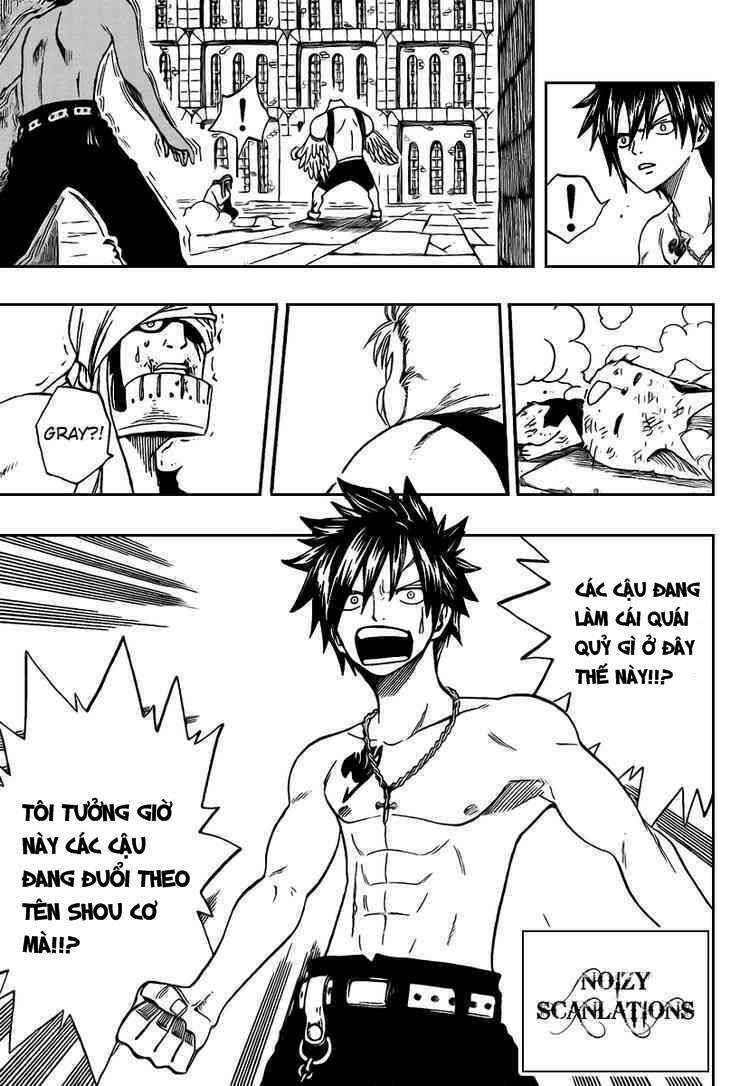 !
!
GRAY?!
CÁC CẬU ĐANG
LÀM CÁI QUÁI
QUỶ GÌ Ở ĐÂY
THẾ NÀY!!?
TÔI TƯỞNG GIỜ
NÀY CÁC CẬU
ĐANG ĐUỔI THEO
TÊN SHOU CƠ
MÀ!!?
NOIZY
SCANLATIONS